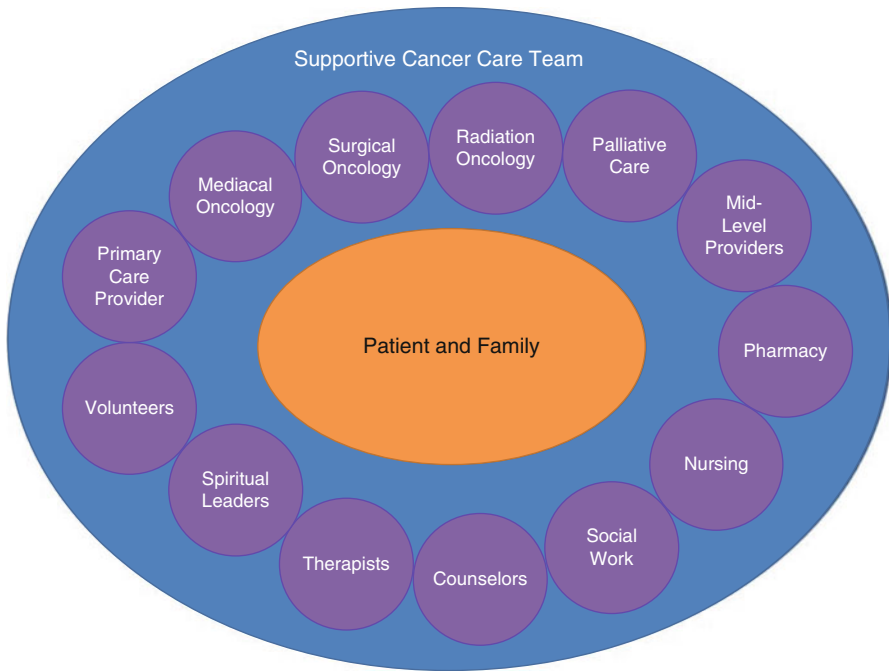 Supportive Cancer Care Team
Surgical
Oncology
Radiation
Oncology
Palliative
Care
Mediacal
Oncology
Mid-
Level
Providers
Primary
Care
Provider
Patient and Family
Pharmacy
Volunteers
Nursing
Spiritual
Leaders
Social
Work
Therapists
Counselors